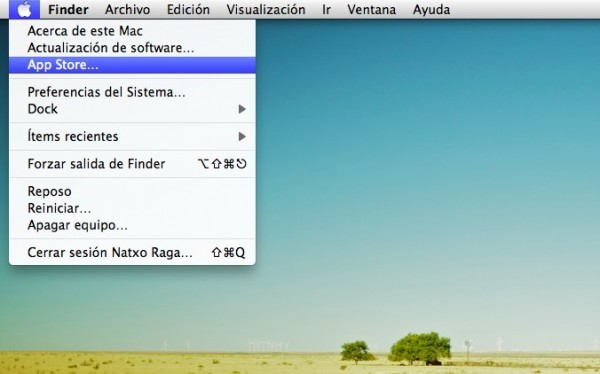 Finder Archivo Edición Visualización Ir Ventana Ayuda
Acerca de este Mac
Actualización de software...
App Store...
Preferencias del Sistema...
Dock
Ítems recientes
Forzar salida de Finder ⌥⇧⌘⎋
Reposo
Reiniciar...
Apagar equipo...
Cerrar sesión Natxo Raga... ⇧⌘Q